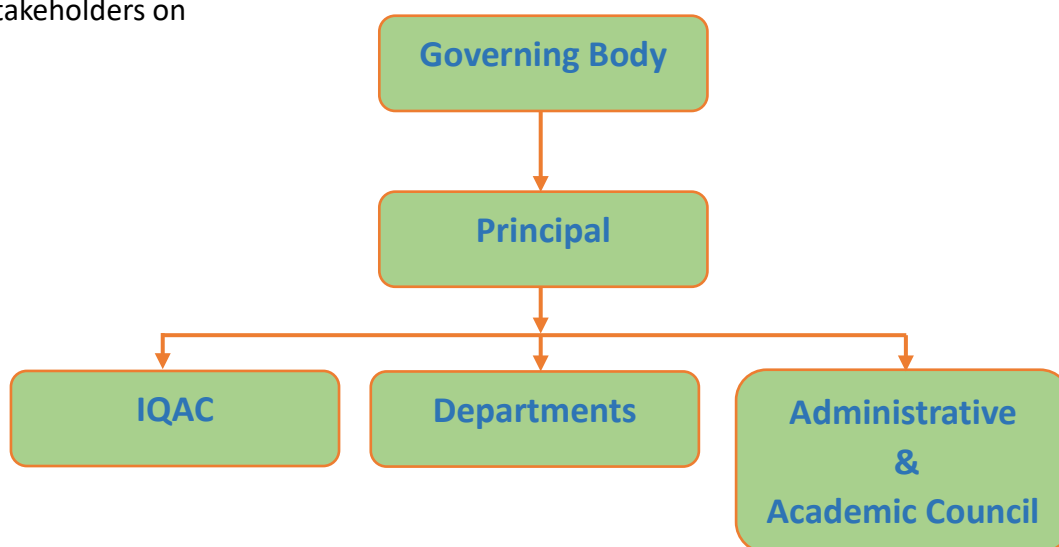 takeholders on
Governing Body
Principal
IQAC
Departments
Administrative
&
Academic Council